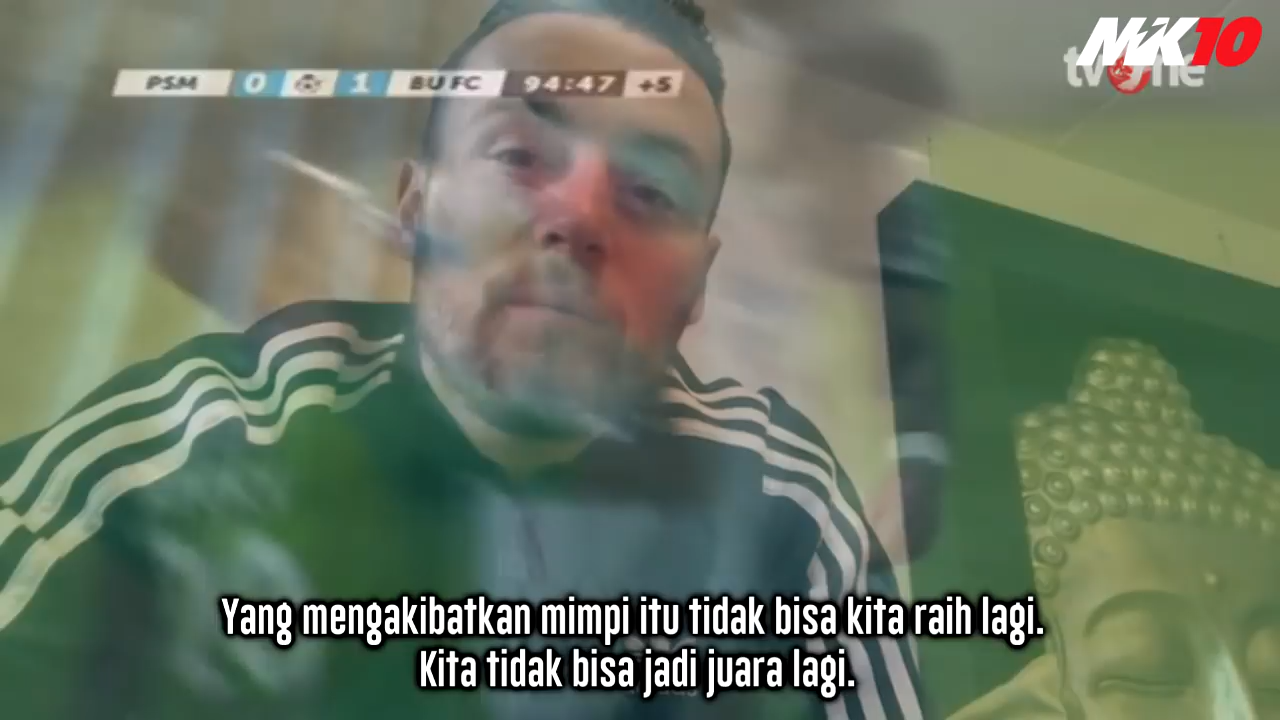 MK10
tvOne
PSM 0 1 BU FC 94:47 +5
Yang mengakibatkan mimpi itu tidak bisa kita raih lagi.
Kita tidak bisa jadi juara lagi.